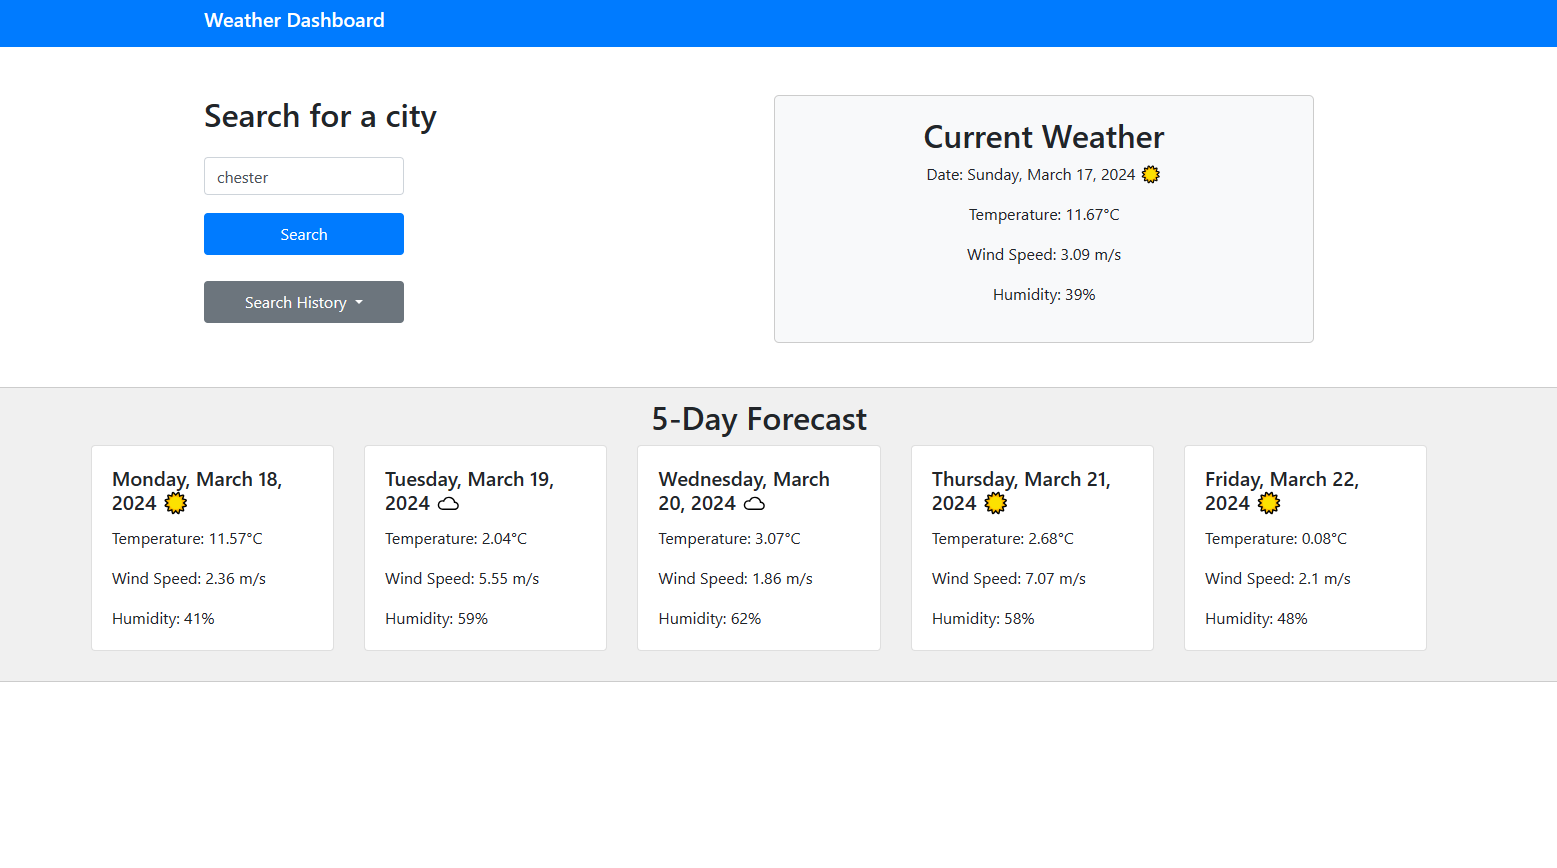 Weather Dashboard
Search for a city
chester
Search
Search History
Current Weather
Date: Sunday, March 17, 2024
Temperature: 11.67°C
Wind Speed: 3.09 m/s
Humidity: 39%
5-Day Forecast
Monday, March 18,
2024
Temperature: 11.57°C
Wind Speed: 2.36 m/s
Humidity: 41%
Tuesday, March 19,
2024
Temperature: 2.04°C
Wind Speed: 5.55 m/s
Humidity: 59%
Wednesday, March
20, 2024
Temperature: 3.07°C
Wind Speed: 1.86 m/s
Humidity: 62%
Thursday, March 21,
2024
Temperature: 2.68°C
Wind Speed: 7.07 m/s
Humidity: 58%
Friday, March 22,
2024
Temperature: 0.08°C
Wind Speed: 2.1 m/s
Humidity: 48%